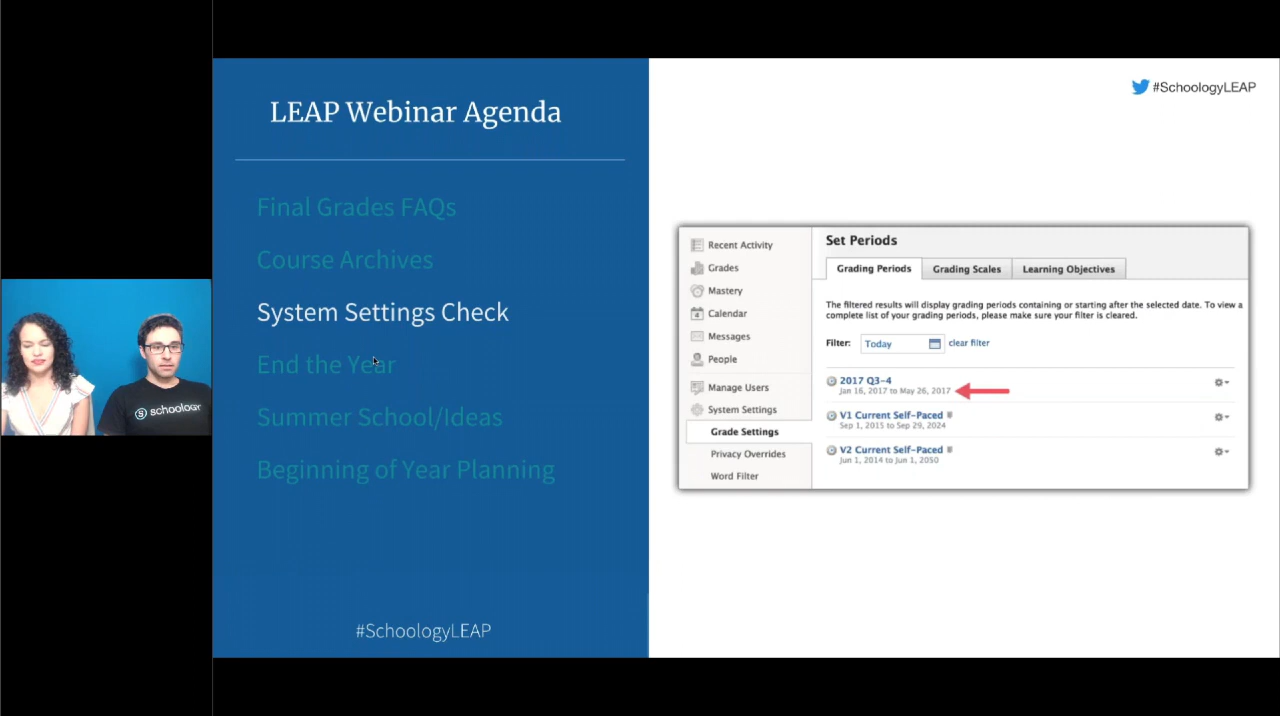 LEAP Webinar Agenda
Final Grades FAQs
Course Archives
System Settings Check
End the Year
Summer School/Ideas
Beginning of Year Planning
#SchoologyLEAP
#SchoologyLEAP
Recent Activity
Grades
Mastery
Calendar
Messages
People
Manage Users
System Settings
Grade Settings
Privacy Overrides
Word Filter
Set Periods
Grading Periods Grading Scales Learning Objectives
The filtered results will display grading periods containing or starting after the selected date. To view a
complete list of your grading periods, please make sure your filter is cleared.
Filter: Today clear filter
2017 Q3-4
Jan 16, 2017 to May 26, 2017
V1 Current Self-Paced
Sep 1, 2015 to Sep 29, 2024
V2 Current Self-Paced
Jun 1, 2014 to Jun 1, 2050
schoology